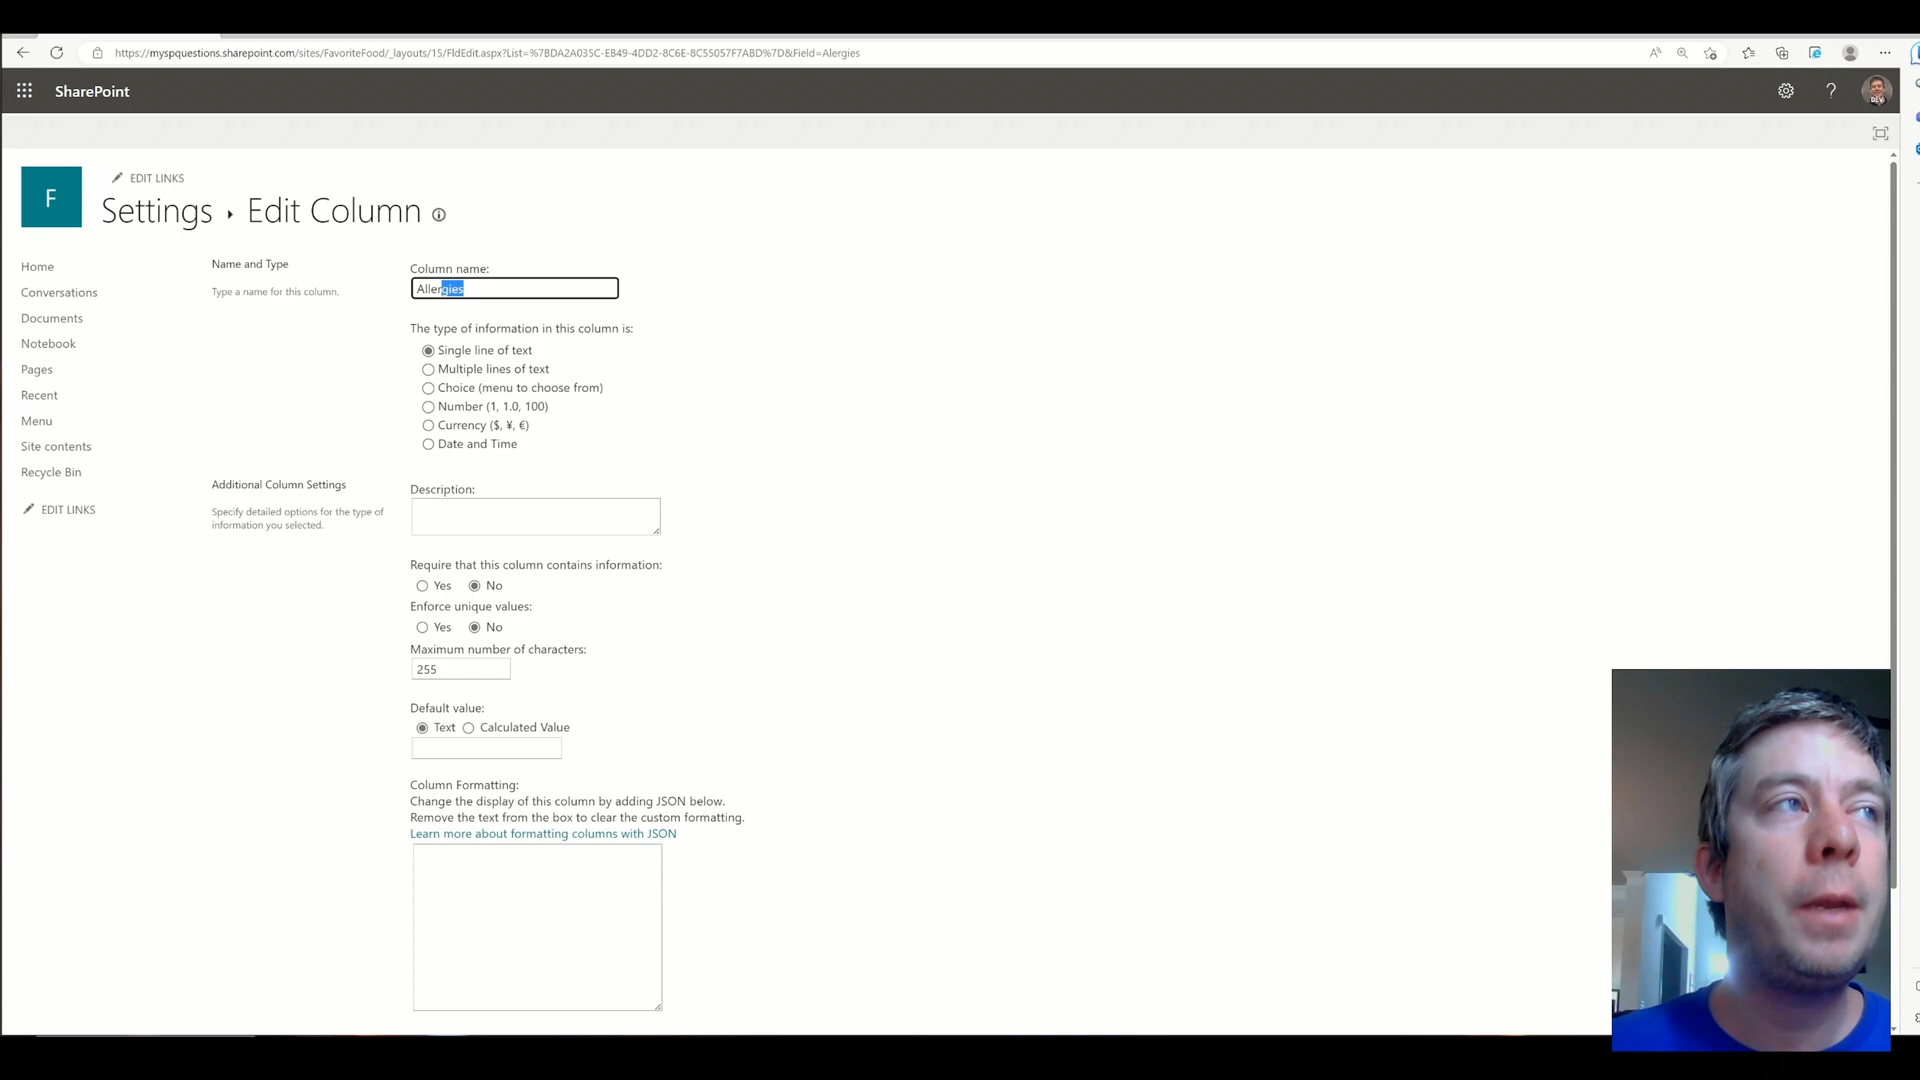 https://myspquestions.sharepoint.com/sites/FavoriteFood/_layouts/15/FldEdit.aspx?List=%7BDA2A035C-EB49-4DD2-8C6E-8C55057F7ABD%7D&Field=Alergies
SharePoint
?
DEV
F
EDIT LINKS
Settings ▸ Edit Column
Home
Conversations
Documents
Notebook
Pages
Recent
Menu
Site contents
Recycle Bin
EDIT LINKS
Name and Type
Type a name for this column.
Column name:
Allergies
The type of information in this column is:
Single line of text
Multiple lines of text
Choice (menu to choose from)
Number (1, 1.0, 100)
Currency ($, ¥, €)
Date and Time
Additional Column Settings
Specify detailed options for the type of
information you selected.
Description:
Require that this column contains information:
Yes No
Enforce unique values:
Yes No
Maximum number of characters:
255
Default value:
Text Calculated Value
Column Formatting:
Change the display of this column by adding JSON below.
Remove the text from the box to clear the custom formatting.
Learn more about formatting columns with JSON